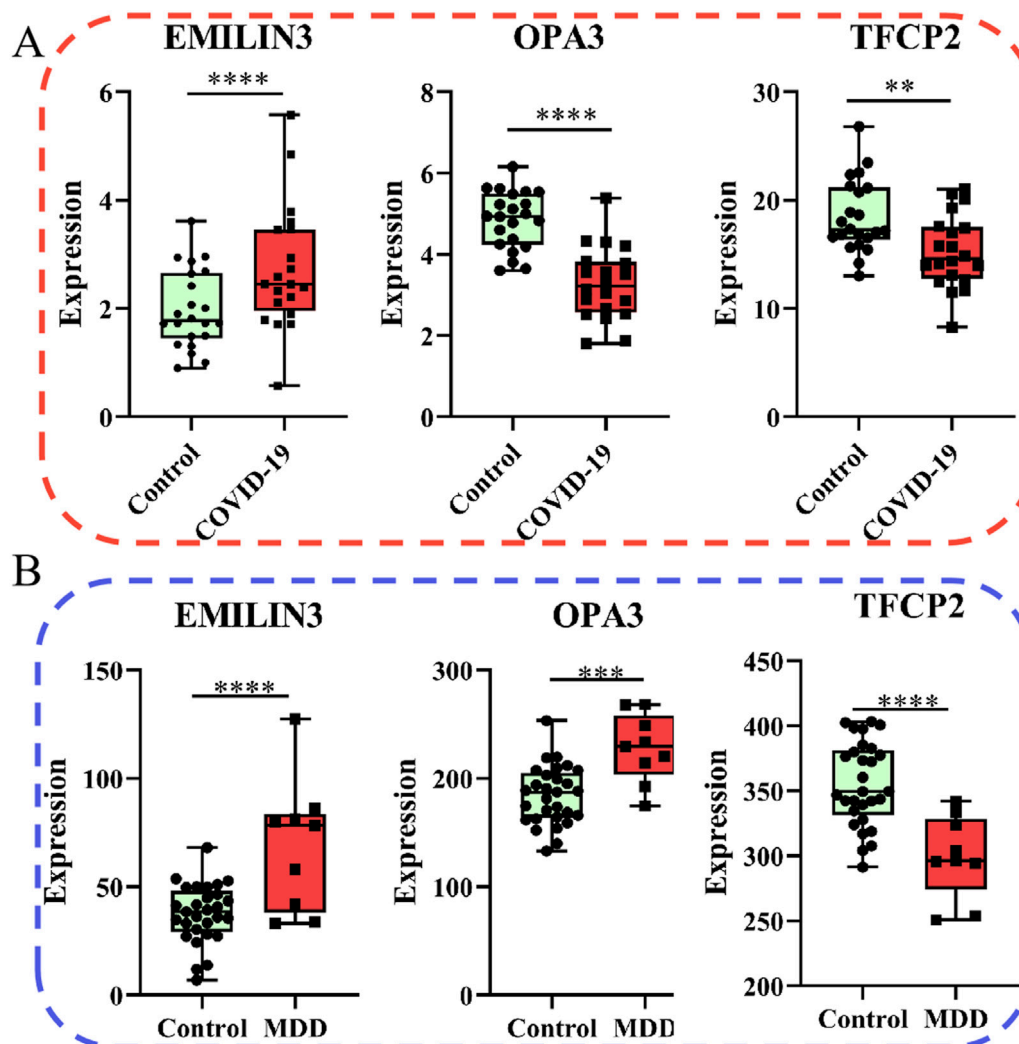 A
EMILIN3 OPA3 TFCP2
**** **** **
Expression Expression Expression
6 8 30
4 6 20
2 4 10
0 2 0
0
Control COVID-19 Control COVID-19 Control COVID-19
B
EMILIN3 OPA3 TFCP2
**** *** ****
Expression Expression Expression
150 300 450
100 200 400
50 100 350
0 0 300
250
200
Control MDD Control MDD Control MDD